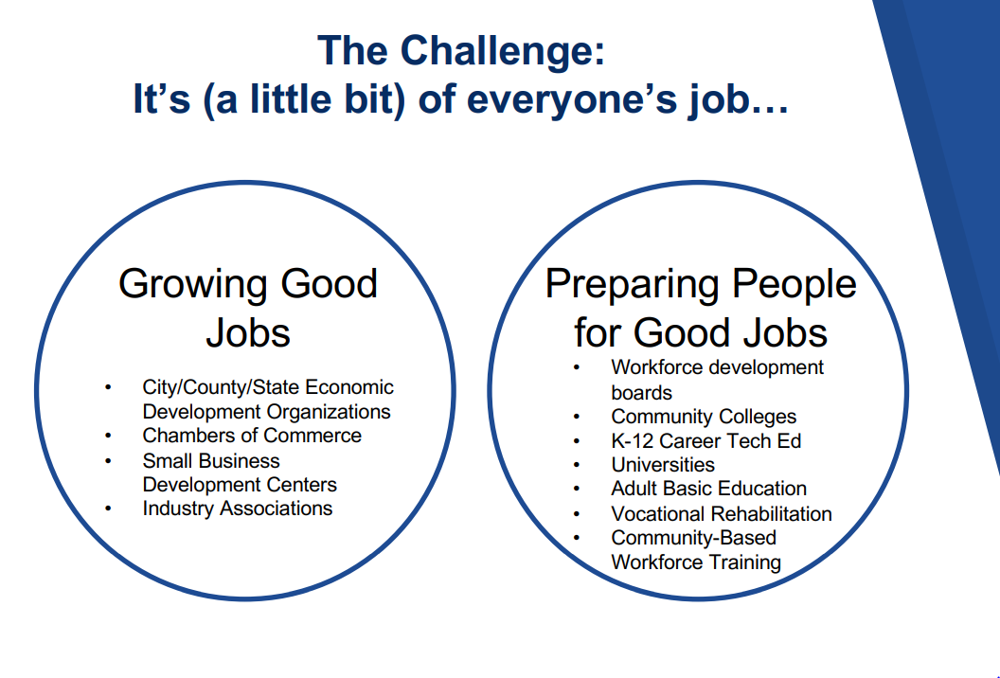 The Challenge:
It’s (a little bit) of everyone’s job…
Growing Good
Jobs
• City/County/State Economic
Development Organizations
• Chambers of Commerce
• Small Business
Development Centers
• Industry Associations
Preparing People
for Good Jobs
• Workforce development
boards
• Community Colleges
• K-12 Career Tech Ed
• Universities
• Adult Basic Education
• Vocational Rehabilitation
• Community-Based
Workforce Training